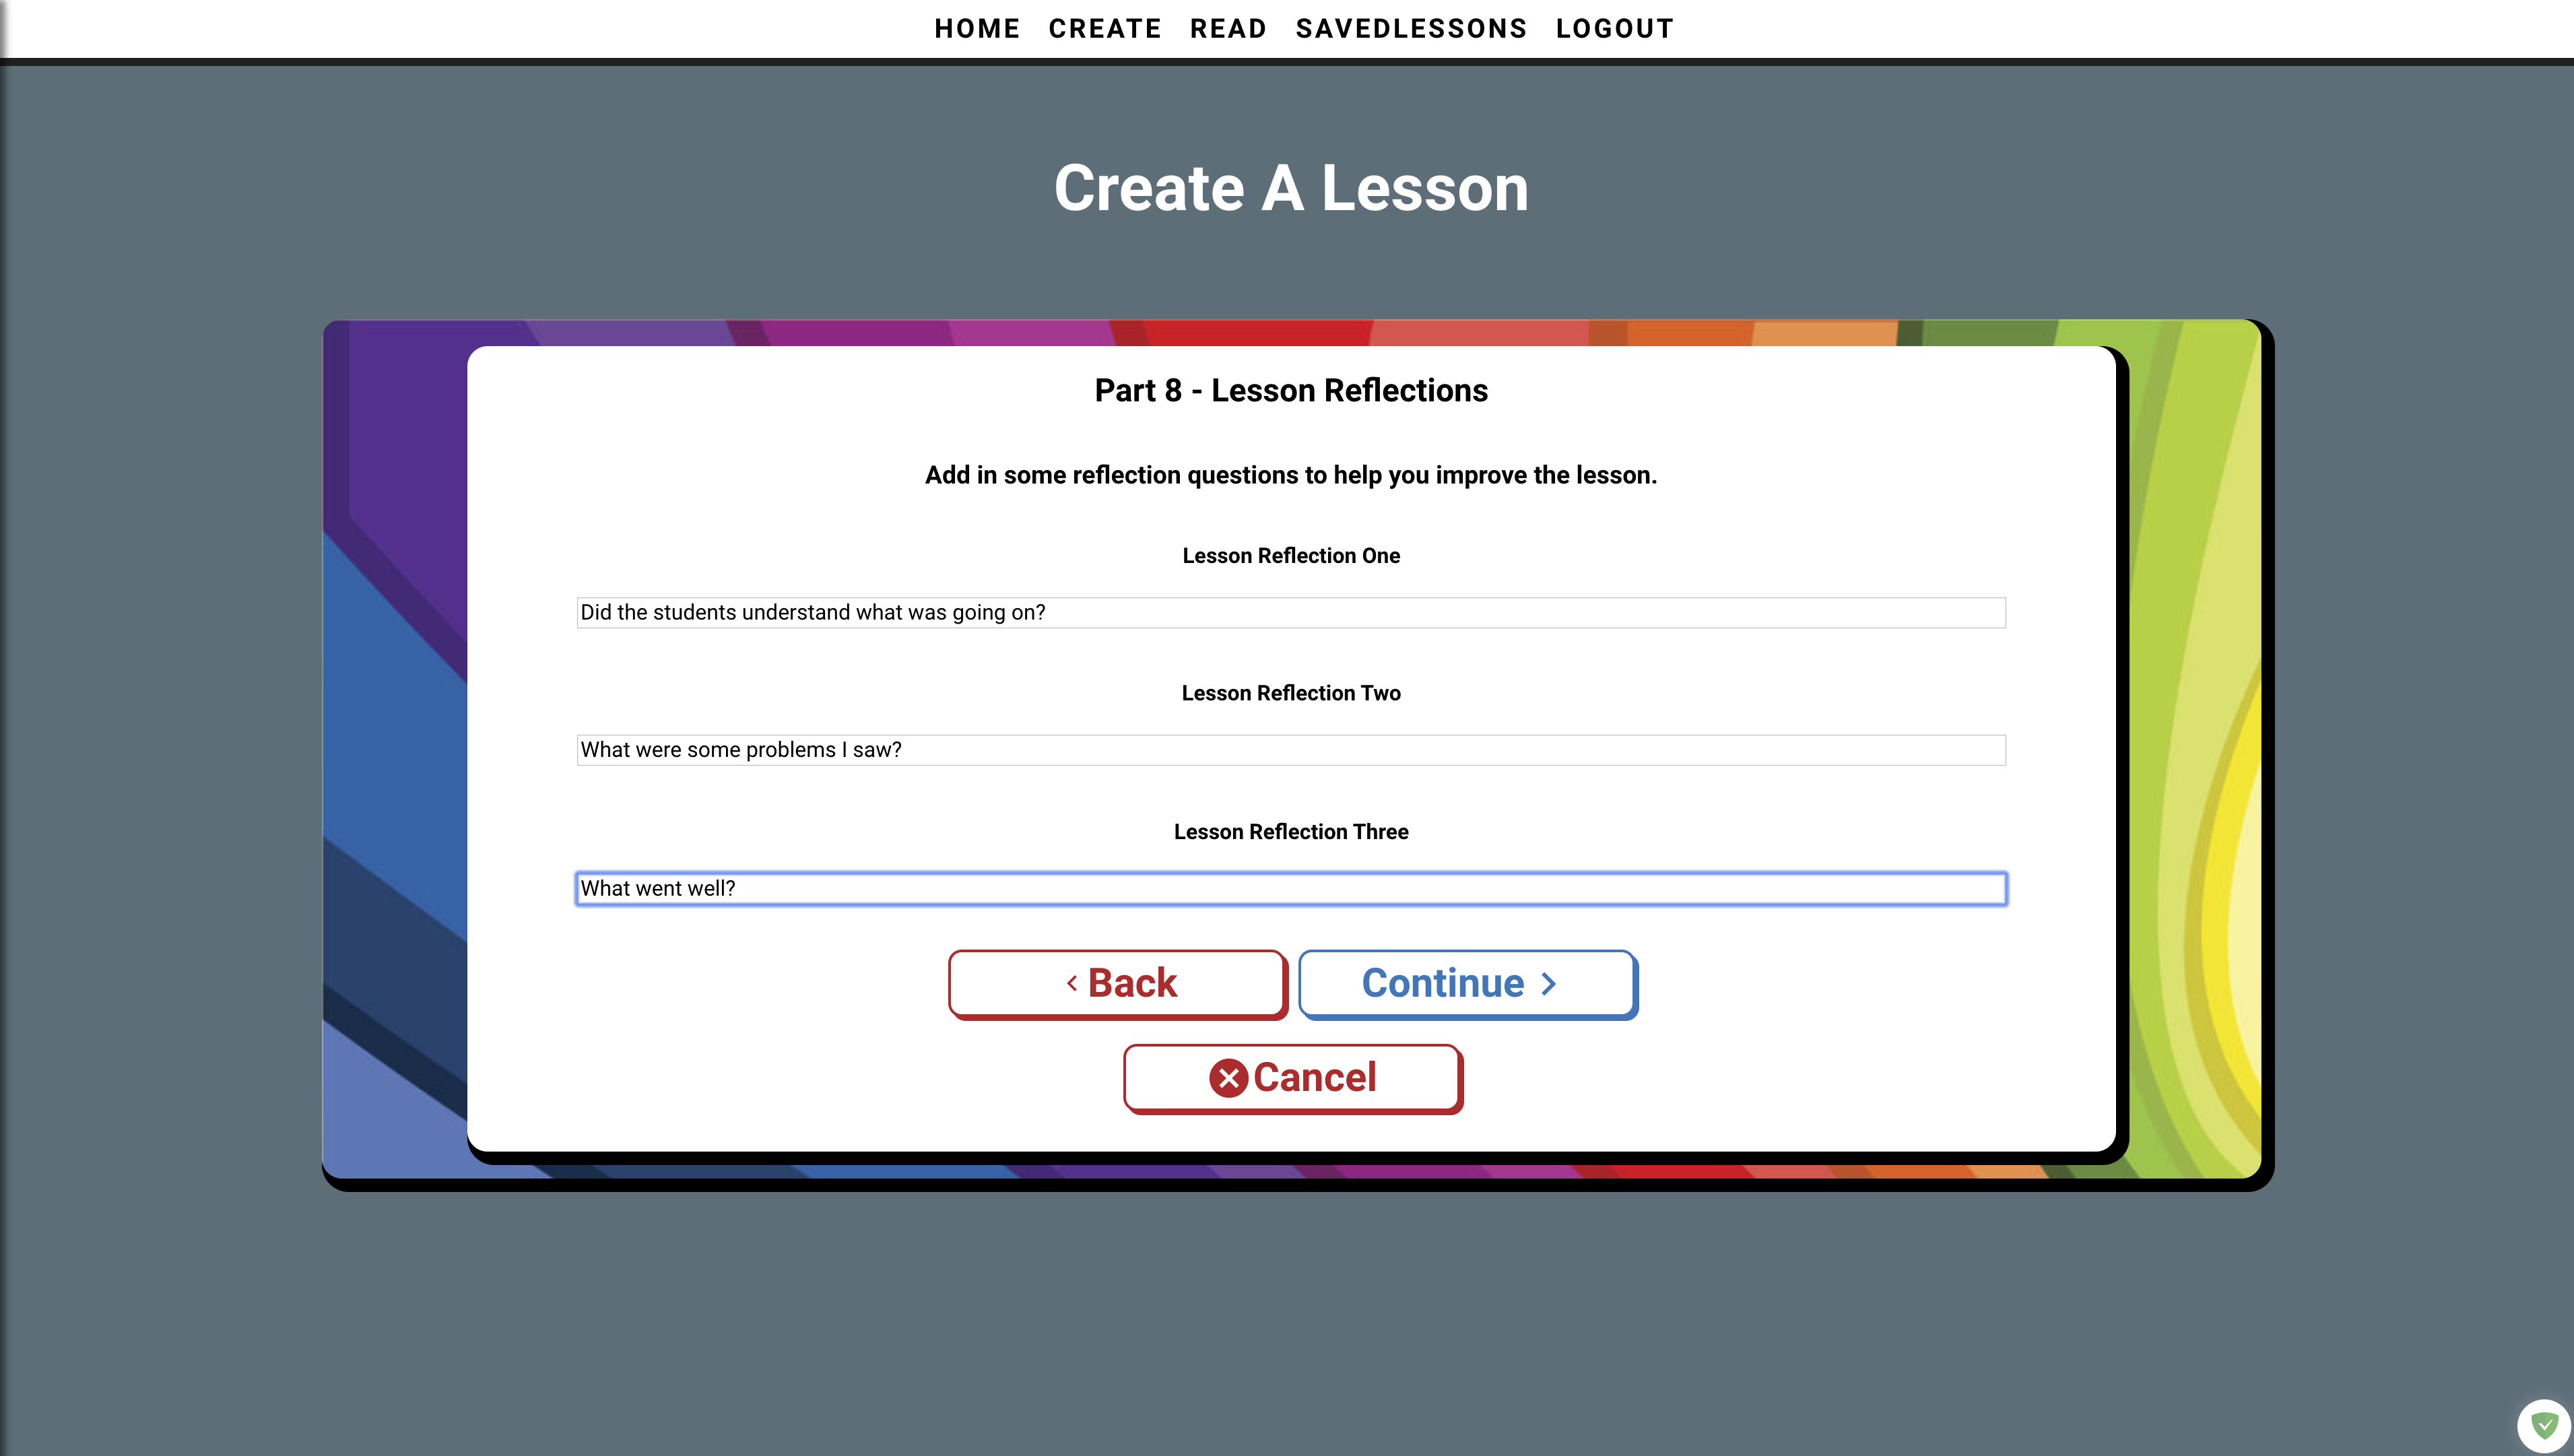 HOME CREATE READ SAVEDLESSONS LOGOUT
Create A Lesson
Part 8 - Lesson Reflections
Add in some reflection questions to help you improve the lesson.
Lesson Reflection One
Did the students understand what was going on?
Lesson Reflection Two
What were some problems I saw?
Lesson Reflection Three
What went well?
Back Continue
Cancel